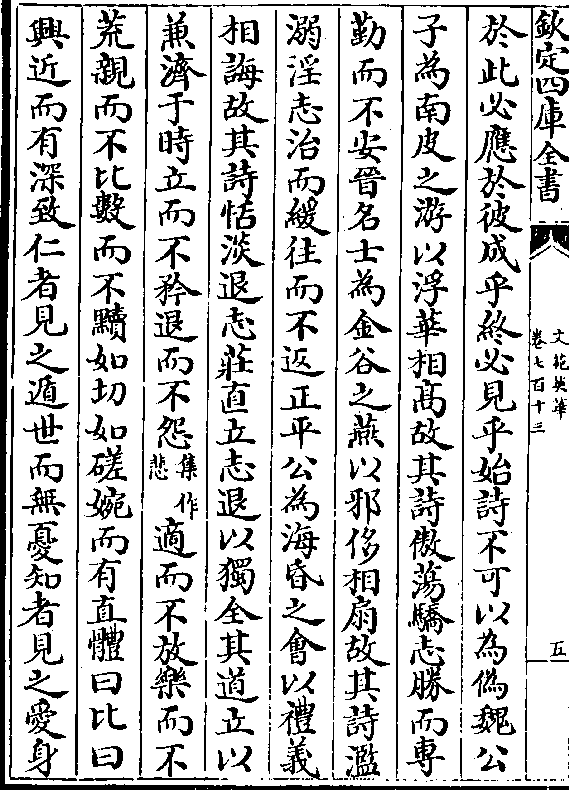 欽定四庫全書
文苑英華
卷七百十三
五
於此必應於彼成乎終必見乎始詩不可以為偽魏公
子為南皮之游以浮華相髙故其詩傲蕩驕志勝而専
勤而不安晉名士為金谷之燕以邪侈相扇故其詩濫
溺淫志治而緩往而不返正平公為海昏之會以禮義
相誨故其詩恬淡退志莊直立志退以獨全其道立以
兼濟于時立而不矜退而不怨集作悲適而不放樂而不
荒親而不比數而不黷如切如磋婉而有直體曰比曰
興近而有深致仁者見之遁世而無憂知者見之愛身